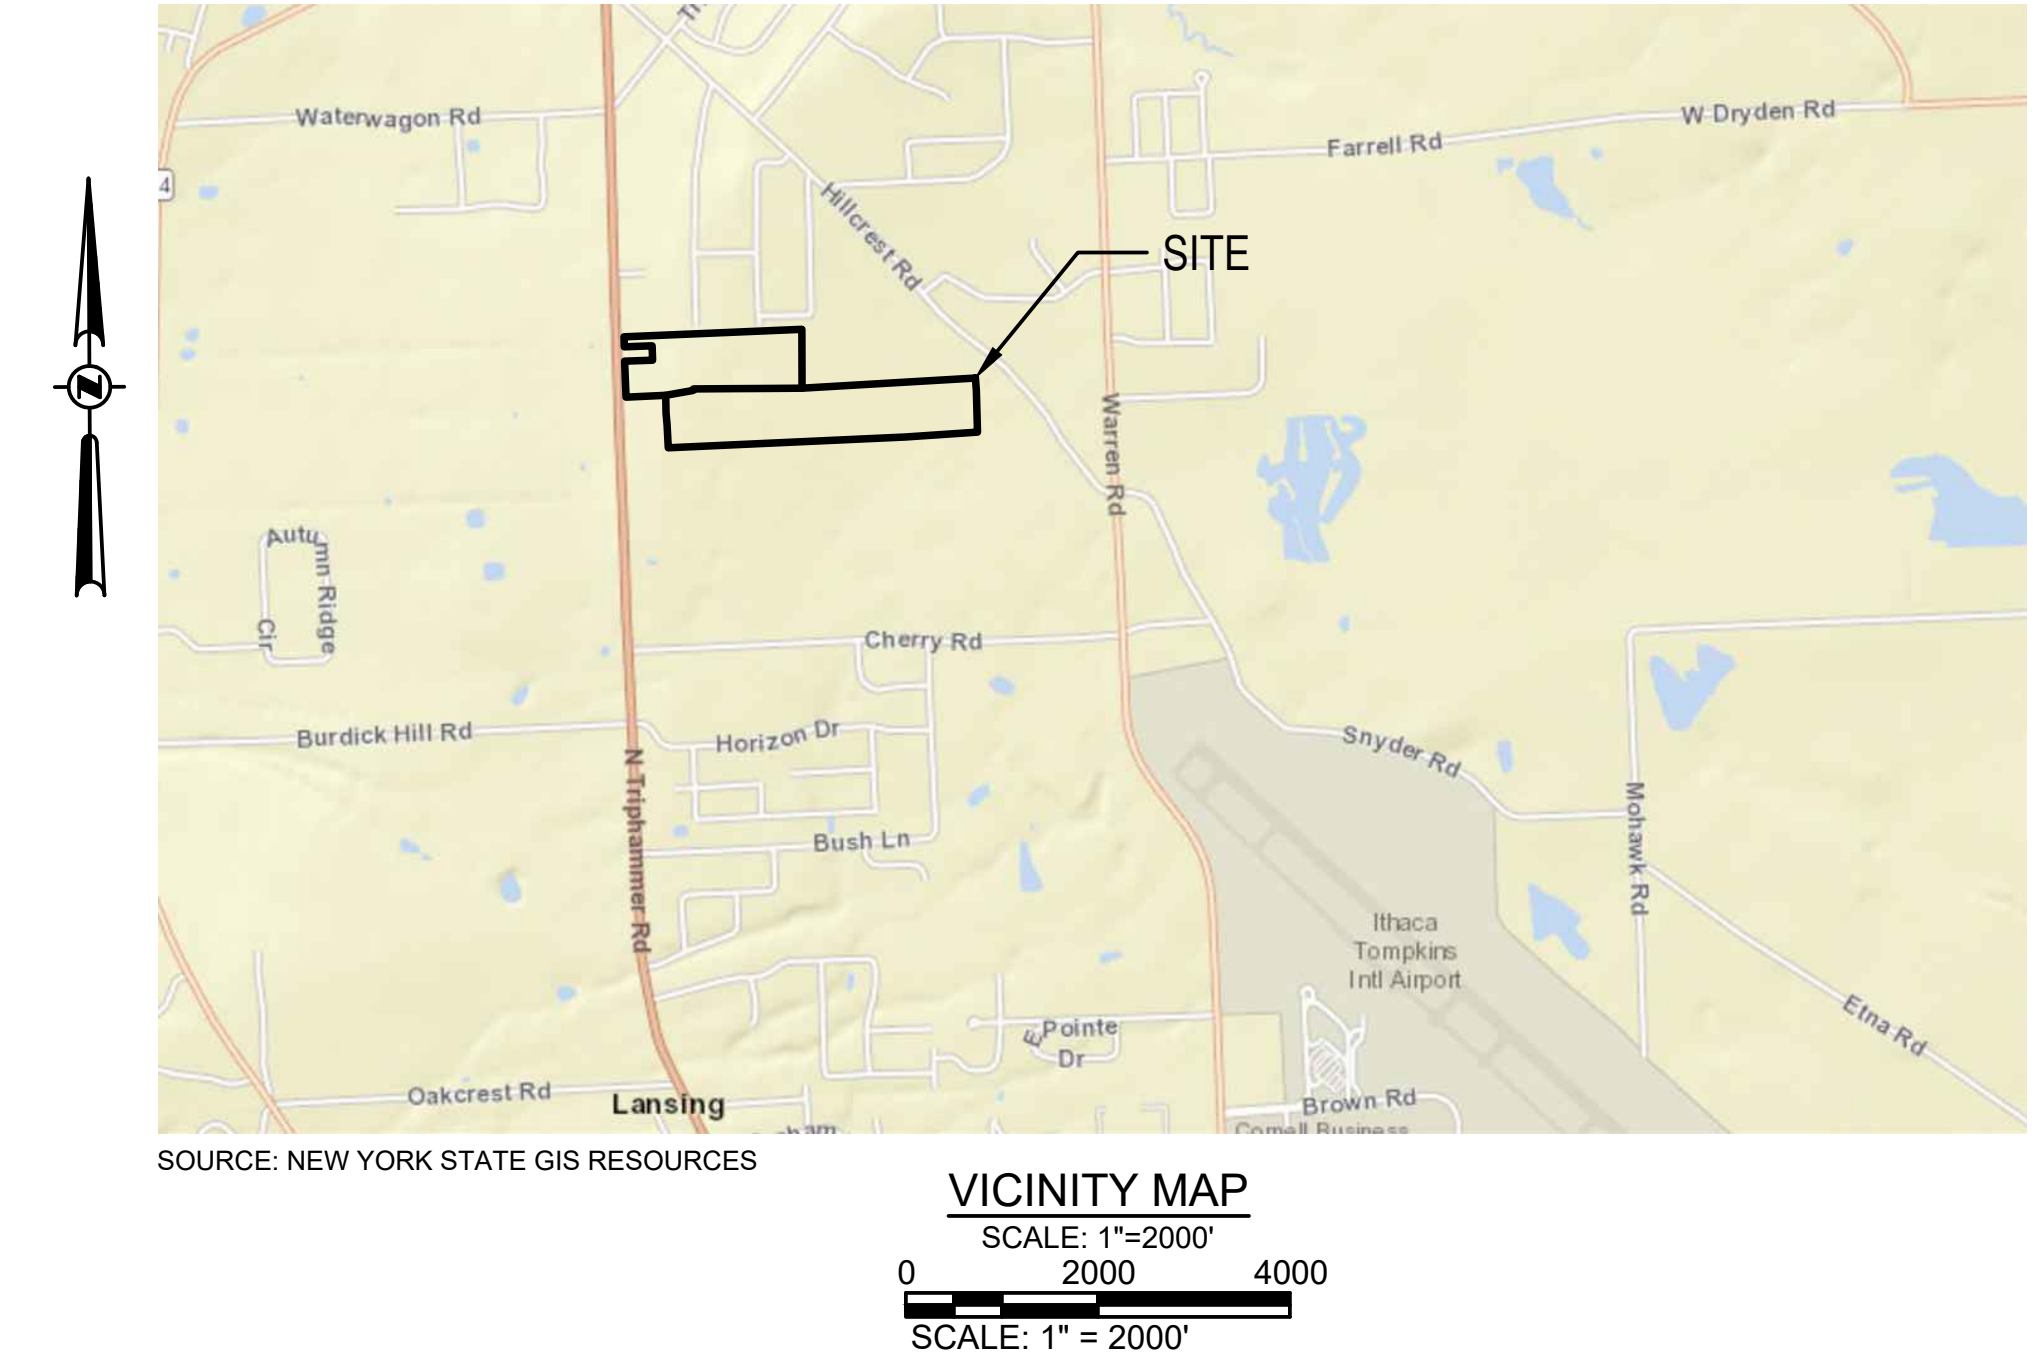 Waterwagon Rd
W Dryden Rd
Farrell Rd
4
Hillcrest Rd
SITE
Warren Rd
Autumn Ridge
Cir
Cherry Rd
Burdick Hill Rd
Horizon Dr
Snyder Rd
N Triphammer Rd
Mohawk Rd
Bush Ln
Ithaca
Tompkins
Intl Airport
Etna Rd
E Pointe
Dr
Oakcrest Rd
Lansing
Brown Rd
Cornell Business
N
SOURCE: NEW YORK STATE GIS RESOURCES
VICINITY MAP
SCALE: 1"=2000'
0 2000 4000
SCALE: 1" = 2000'